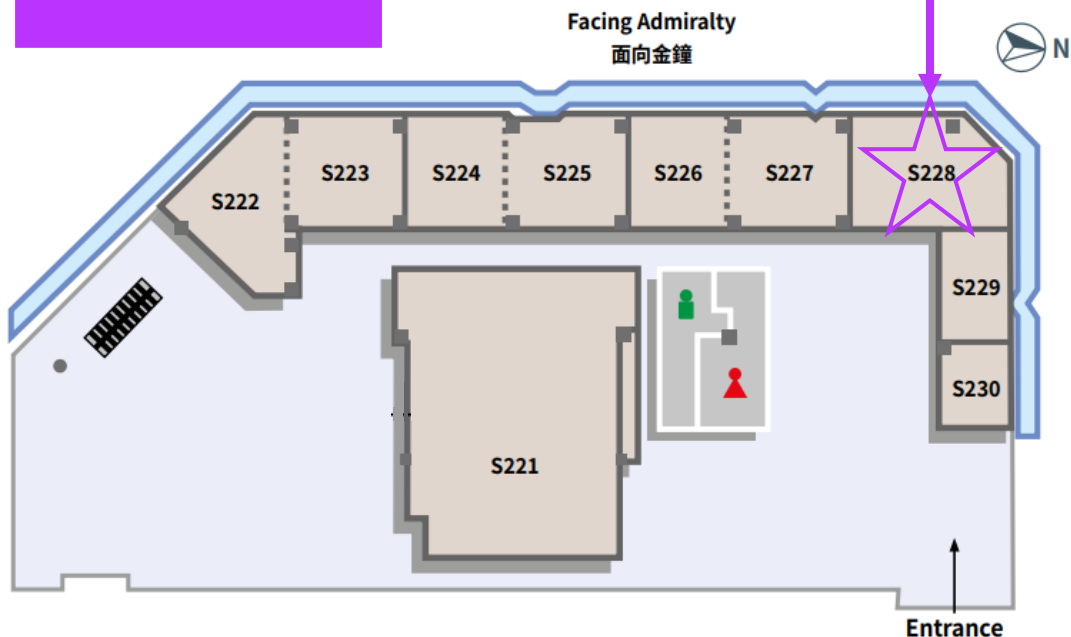 Facing Admiralty
面向金鐘
N
S222
S223
S224
S225
S226
S227
S228
S229
S230
S221
Entrance